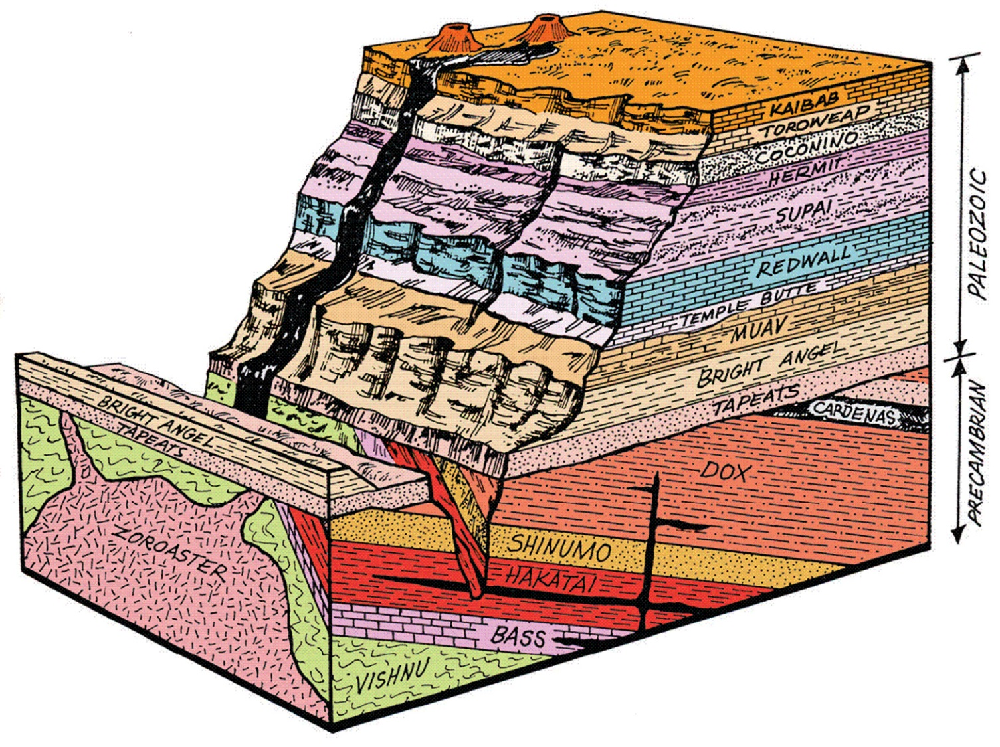 KAIBAB
TOROWEAP
COCONINO
HERMIT
SUPAI
REDWALL
TEMPLE BUTTE
MUAV
BRIGHT ANGEL
TAPEATS
CARDENAS
DOX
SHINUMO
HAKATAI
BASS
VISHNU
BRIGHT ANGEL
TAPEATS
ZOROASTER
PALEOZOIC
PRECAMBRIAN